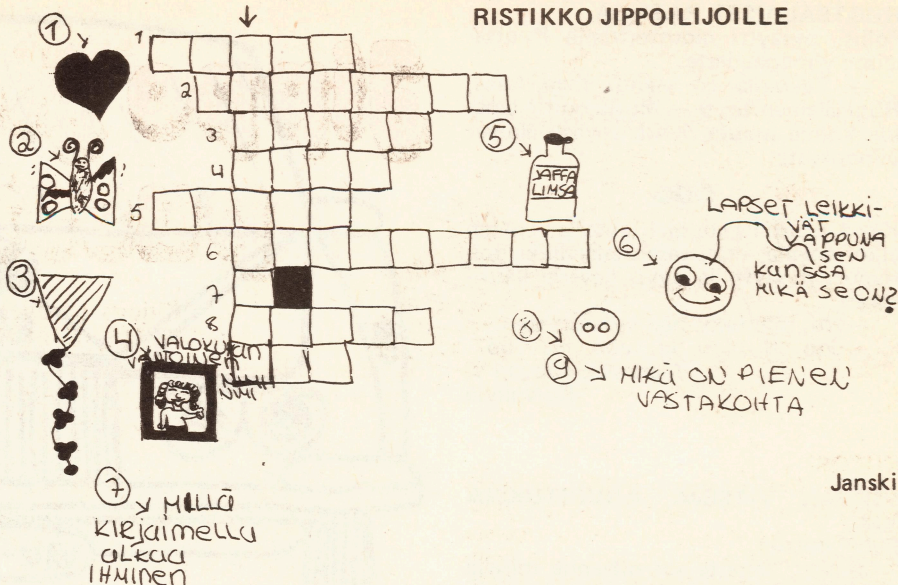 RISTIKKO JIPPOILIJOILLE
1
1
2
2
3
4
5
5
JAFFA
LIMSA
6
6
LAPSET LEIKKI-
VÄT
VAPPUNA
SEN
KANSSA
MIKÄ SE ON?
3
7
8
4
VALOKUVAN
NIMI
8
9
MIKÄ ON PIENEN
VASTAKOHTA
Janski
7
MILLÄ
KIRJAIMELLA
ALKAA
IHMINEN